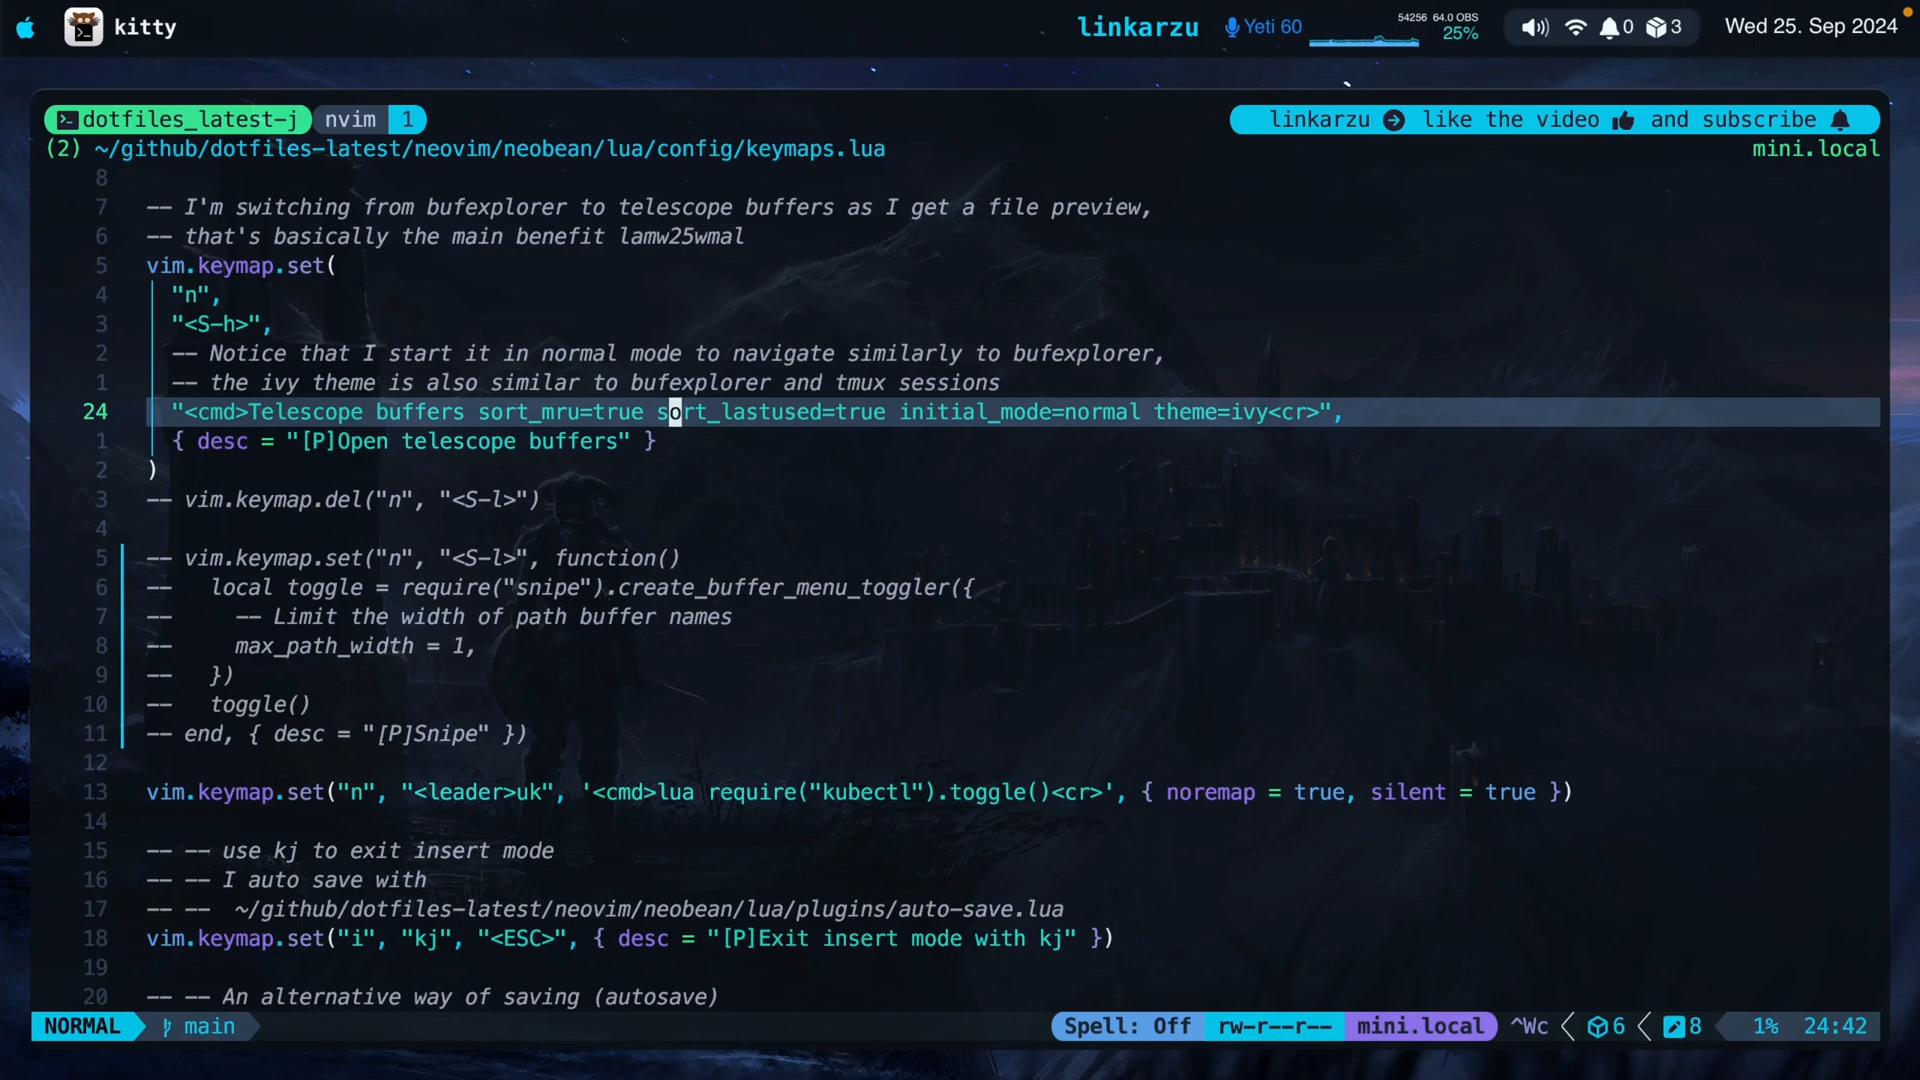 kitty
linkarzu
Yeti 60
54256 64.0 OBS
25%
0
3
Wed 25. Sep 2024
dotfiles_latest-j nvim 1
linkarzu like the video and subscribe
(2) ~/github/dotfiles-latest/neovim/neobean/lua/config/keymaps.lua mini.local
8
7 -- I'm switching from bufexplorer to telescope buffers as I get a file preview,
6 -- that's basically the main benefit lamw25wmal
5 vim.keymap.set(
4 "n",
3 "<S-h>",
2 -- Notice that I start it in normal mode to navigate similarly to bufexplorer,
1 -- the ivy theme is also similar to bufexplorer and tmux sessions
24 "<cmd>Telescope buffers sort_mru=true sort_lastused=true initial_mode=normal theme=ivy<cr>",
1 { desc = "[P]Open telescope buffers" }
2 )
3 -- vim.keymap.del("n", "<S-l>")
4
5 -- vim.keymap.set("n", "<S-l>", function()
6 -- local toggle = require("snipe").create_buffer_menu_toggler({
7 -- -- Limit the width of path buffer names
8 -- max_path_width = 1,
9 -- })
10 -- toggle()
11 -- end, { desc = "[P]Snipe" })
12
13 vim.keymap.set("n", "<leader>uk", '<cmd>lua require("kubectl").toggle()<cr>', { noremap = true, silent = true })
14
15 -- -- use kj to exit insert mode
16 -- -- I auto save with
17 -- -- ~/github/dotfiles-latest/neovim/neobean/lua/plugins/auto-save.lua
18 vim.keymap.set("i", "kj", "<ESC>", { desc = "[P]Exit insert mode with kj" })
19
20 -- -- An alternative way of saving (autosave)
NORMAL main Spell: Off rw-r--r-- mini.local ^Wc 6 8 1% 24:42